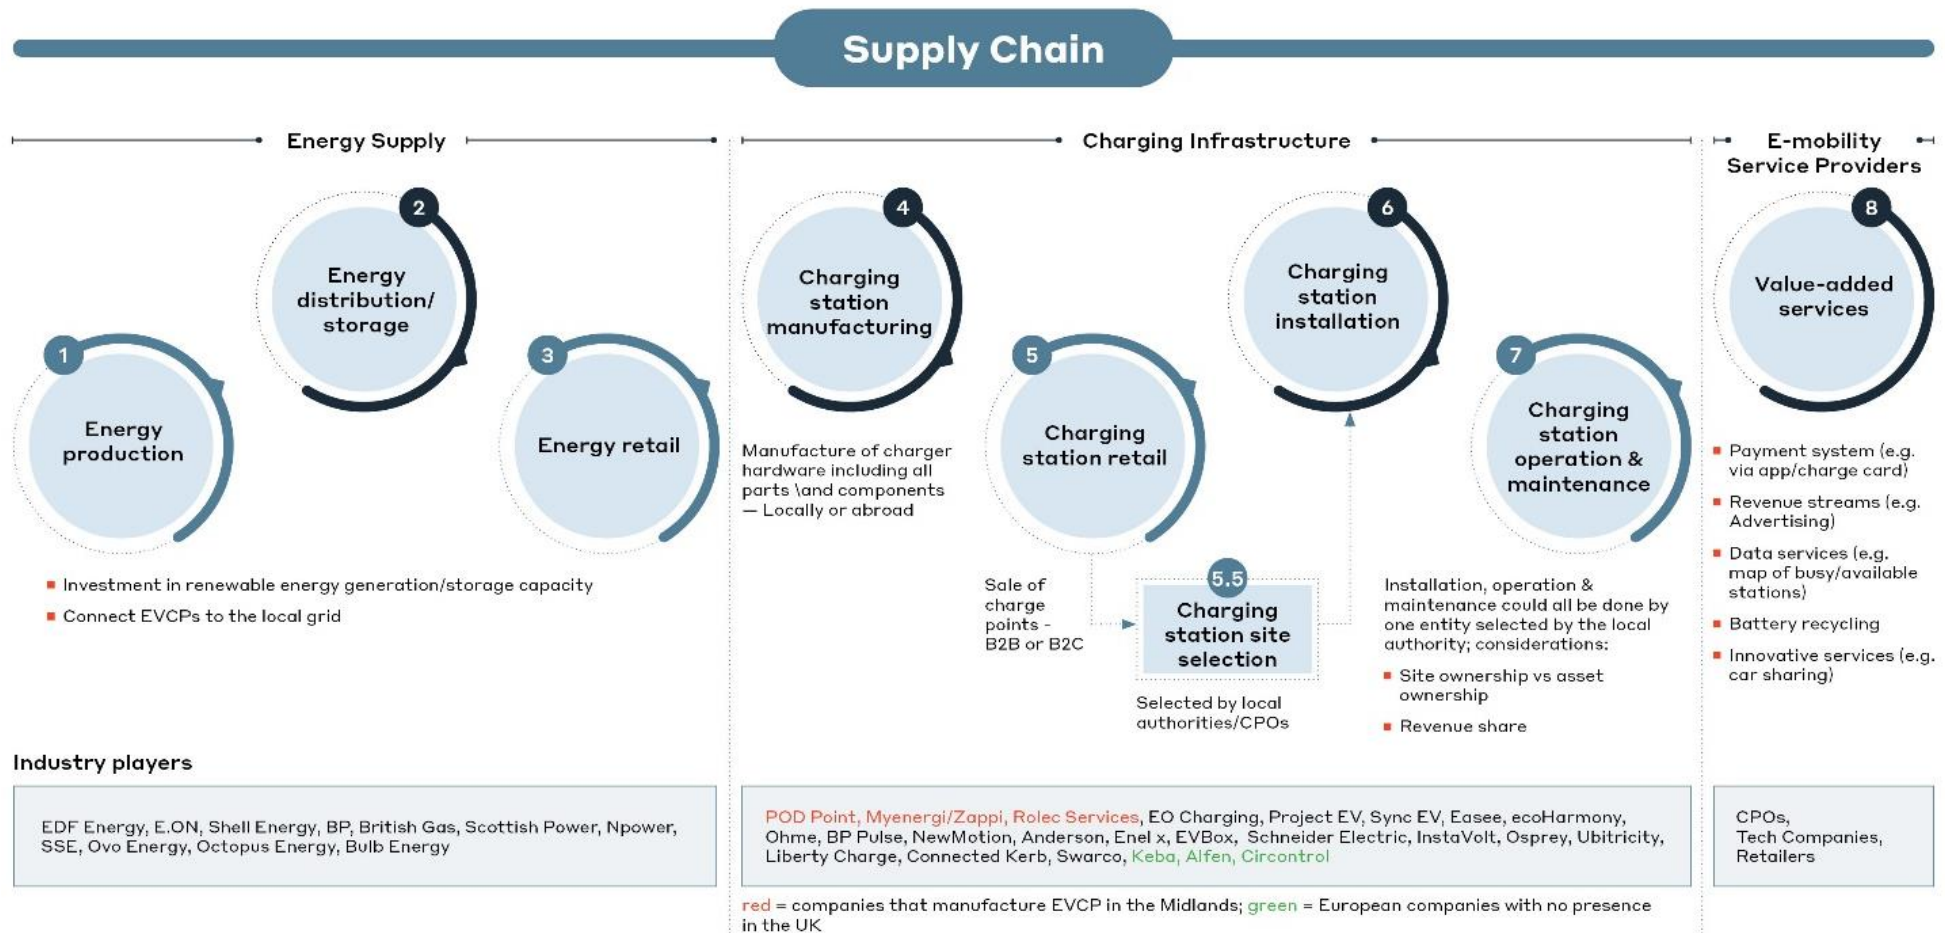 Supply Chain
Energy Supply
1
Energy
production
2
Energy
distribution/
storage
3
Energy retail
Investment in renewable energy generation/storage capacity
Connect EVCPs to the local grid
Charging Infrastructure
4
Charging
station
manufacturing
Manufacture of charger
hardware including all
parts \and components
— Locally or abroad
5
Charging
station retail
Sale of
charge
points -
B2B or B2C
5.5
Charging
station site
selection
Selected by local
authorities/CPOs
6
Charging
station
installation
7
Charging
station
operation &
maintenance
Installation, operation &
maintenance could all be done by
one entity selected by the local
authority; considerations:
Site ownership vs asset
ownership
Revenue share
E-mobility
Service Providers
8
Value-added
services
Payment system (e.g.
via app/charge card)
Revenue streams (e.g.
Advertising)
Data services (e.g.
map of busy/available
stations)
Battery recycling
Innovative services (e.g.
car sharing)
Industry players
EDF Energy, E.ON, Shell Energy, BP, British Gas, Scottish Power, Npower,
SSE, Ovo Energy, Octopus Energy, Bulb Energy
POD Point, Myenergi/Zappi, Rolec Services, EO Charging, Project EV, Sync EV, Easee, ecoHarmony,
Ohme, BP Pulse, NewMotion, Anderson, Enel x, EVBox, Schneider Electric, InstaVolt, Osprey, Ubitricity,
Liberty Charge, Connected Kerb, Swarco, Keba, Alfen, Circontrol
CPOs,
Tech Companies,
Retailers
red = companies that manufacture EVCP in the Midlands; green = European companies with no presence
in the UK